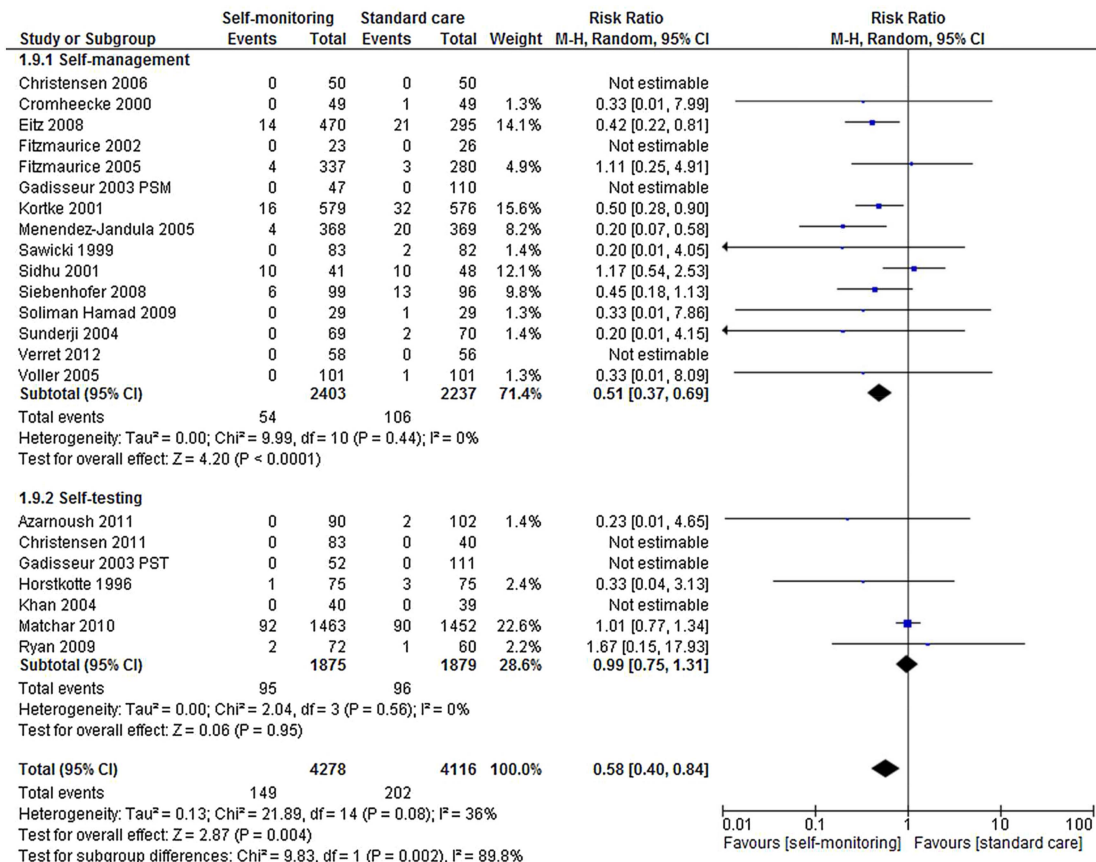 Self-monitoring Standard care Risk Ratio Risk Ratio
Study or Subgroup Events Total Events Total Weight M-H, Random, 95% CI M-H, Random, 95% CI
1.9.1 Self-management
Christensen 2006 0 50 0 50 Not estimable
Cromheecke 2000 0 49 1 49 1.3% 0.33 [0.01, 7.99]
Eitz 2008 14 470 21 295 14.1% 0.42 [0.22, 0.81]
Fitzmaurice 2002 0 23 0 26 Not estimable
Fitzmaurice 2005 4 337 3 280 4.9% 1.11 [0.25, 4.91]
Gadisseur 2003 PSM 0 47 0 110 Not estimable
Kortke 2001 16 579 32 576 15.6% 0.50 [0.28, 0.90]
Menendez-Jandula 2005 4 368 20 369 8.2% 0.20 [0.07, 0.58]
Sawicki 1999 0 83 2 82 1.4% 0.20 [0.01, 4.05]
Sidhu 2001 10 41 10 48 12.1% 1.17 [0.54, 2.53]
Siebenhofer 2008 6 99 13 96 9.8% 0.45 [0.18, 1.13]
Soliman Hamad 2009 0 29 1 29 1.3% 0.33 [0.01, 7.86]
Sunderji 2004 0 69 2 70 1.4% 0.20 [0.01, 4.15]
Verret 2012 0 58 0 56 Not estimable
Voller 2005 0 101 1 101 1.3% 0.33 [0.01, 8.09]
Subtotal (95% CI) 2403 2237 71.4% 0.51 [0.37, 0.69]
Total events 54 106
Heterogeneity: Tau² = 0.00; Chi² = 9.99, df = 10 (P = 0.44); I² = 0%
Test for overall effect: Z = 4.20 (P < 0.0001)
1.9.2 Self-testing
Azarnoush 2011 0 90 2 102 1.4% 0.23 [0.01, 4.65]
Christensen 2011 0 83 0 40 Not estimable
Gadisseur 2003 PST 0 52 0 111 Not estimable
Horstkotte 1996 1 75 3 75 2.4% 0.33 [0.04, 3.13]
Khan 2004 0 40 0 39 Not estimable
Matchar 2010 92 1463 90 1452 22.6% 1.01 [0.77, 1.34]
Ryan 2009 2 72 1 60 2.2% 1.67 [0.15, 17.93]
Subtotal (95% CI) 1875 1879 28.6% 0.99 [0.75, 1.31]
Total events 95 96
Heterogeneity: Tau² = 0.00; Chi² = 2.04, df = 3 (P = 0.56); I² = 0%
Test for overall effect: Z = 0.06 (P = 0.95)
Total (95% CI) 4278 4116 100.0% 0.58 [0.40, 0.84]
Total events 149 202
Heterogeneity: Tau² = 0.13; Chi² = 21.89, df = 14 (P = 0.08); I² = 36%
Test for overall effect: Z = 2.87 (P = 0.004)
Test for subgroup differences: Chi² = 9.83, df = 1 (P = 0.002), I² = 89.8%
0.01 0.1 1 10 100
Favours [self-monitoring] Favours [standard care]